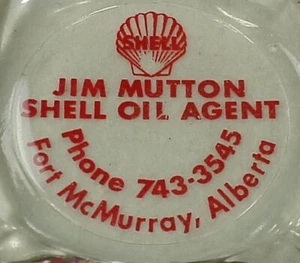 SHELL
JIM MUTTON
SHELL OIL AGENT
Phone 743-3545
Fort McMurray, Alberta